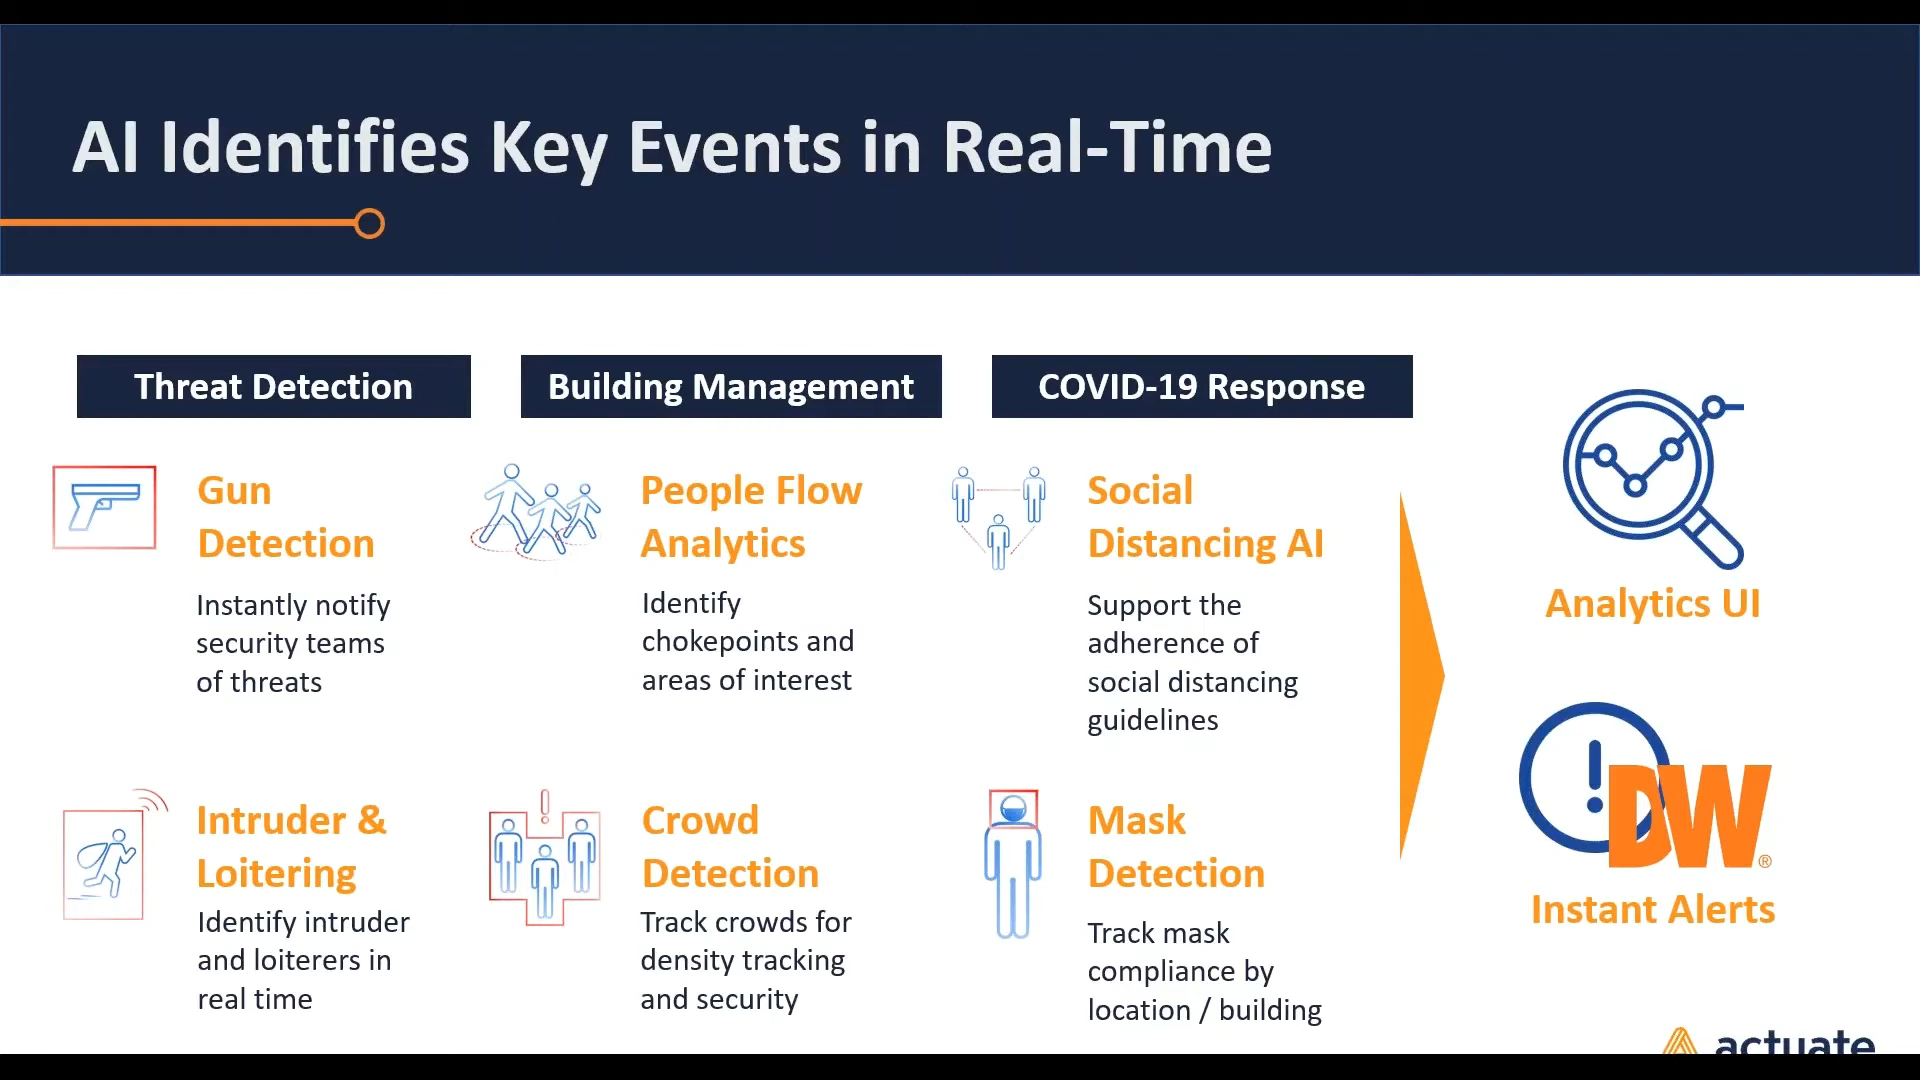 AI Identifies Key Events in Real-Time
Threat Detection
Gun
Detection
Instantly notify
security teams
of threats
Intruder &
Loitering
Identify intruder
and loiterers in
real time
Building Management
People Flow
Analytics
Identify
chokepoints and
areas of interest
Crowd
Detection
Track crowds for
density tracking
and security
COVID-19 Response
Social
Distancing AI
Support the
adherence of
social distancing
guidelines
Mask
Detection
Track mask
compliance by
location / building
Analytics UI
!
DW®
Instant Alerts
actuate